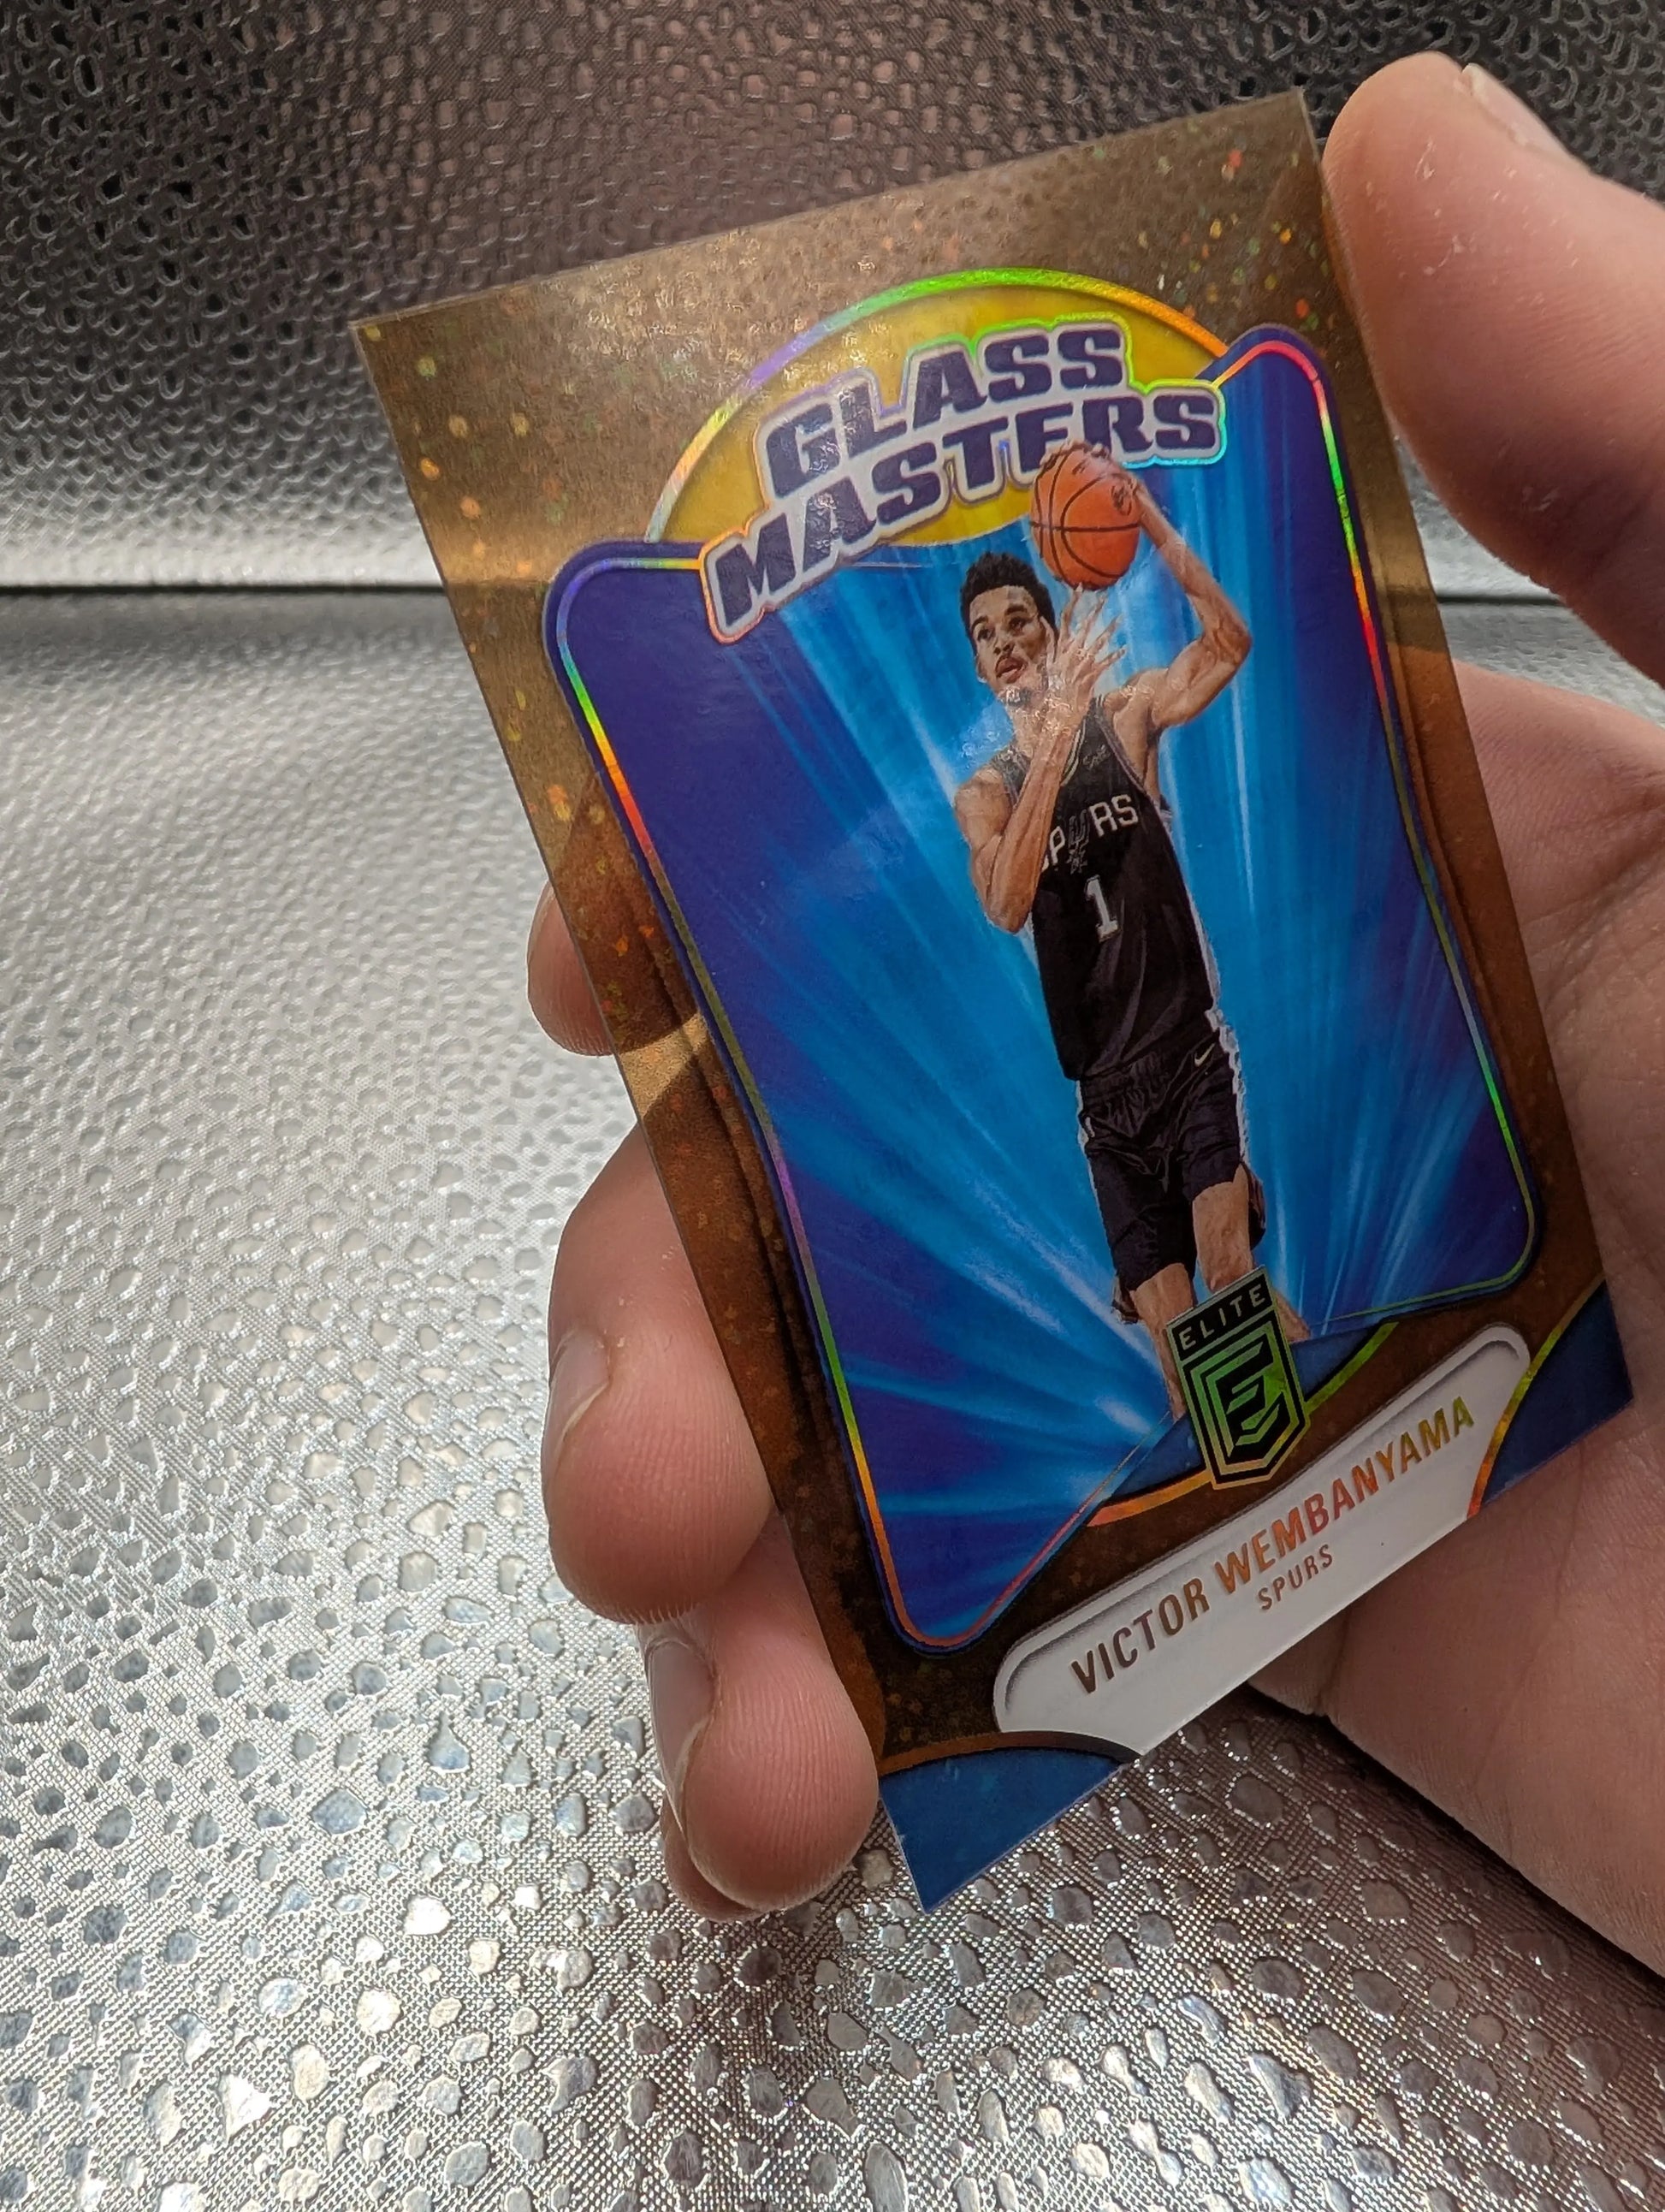 GLASS
MASTERS
SPURS
1
ELITE
E
VICTOR WEMBANYAMA
SPURS